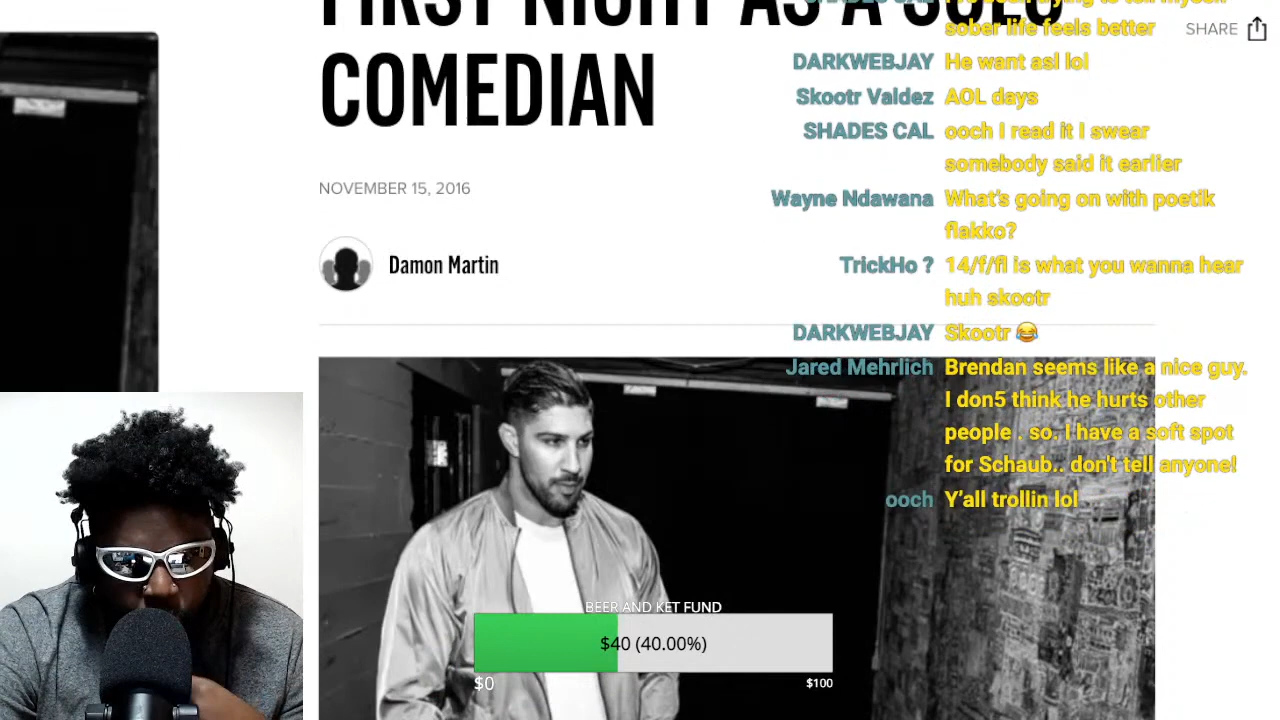 FIRST NIGHT AS A SOLO
COMEDIAN
NOVEMBER 15, 2016
Damon Martin
SHARE
sober life feels better
DARKWEBJAY He want asl lol
Skootr Valdez AOL days
SHADES CAL ooch I read it I swear
somebody said it earlier
Wayne Ndawana What's going on with poetik
flakko?
TrickHo ? 14/f/fl is what you wanna hear
huh skootr
DARKWEBJAY Skootr 😂
Jared Mehrlich Brendan seems like a nice guy.
I don5 think he hurts other
people . so. I have a soft spot
for Schaub.. don't tell anyone!
ooch Y'all trollin lol
BEER AND KET FUND
$40 (40.00%)
$0
$100